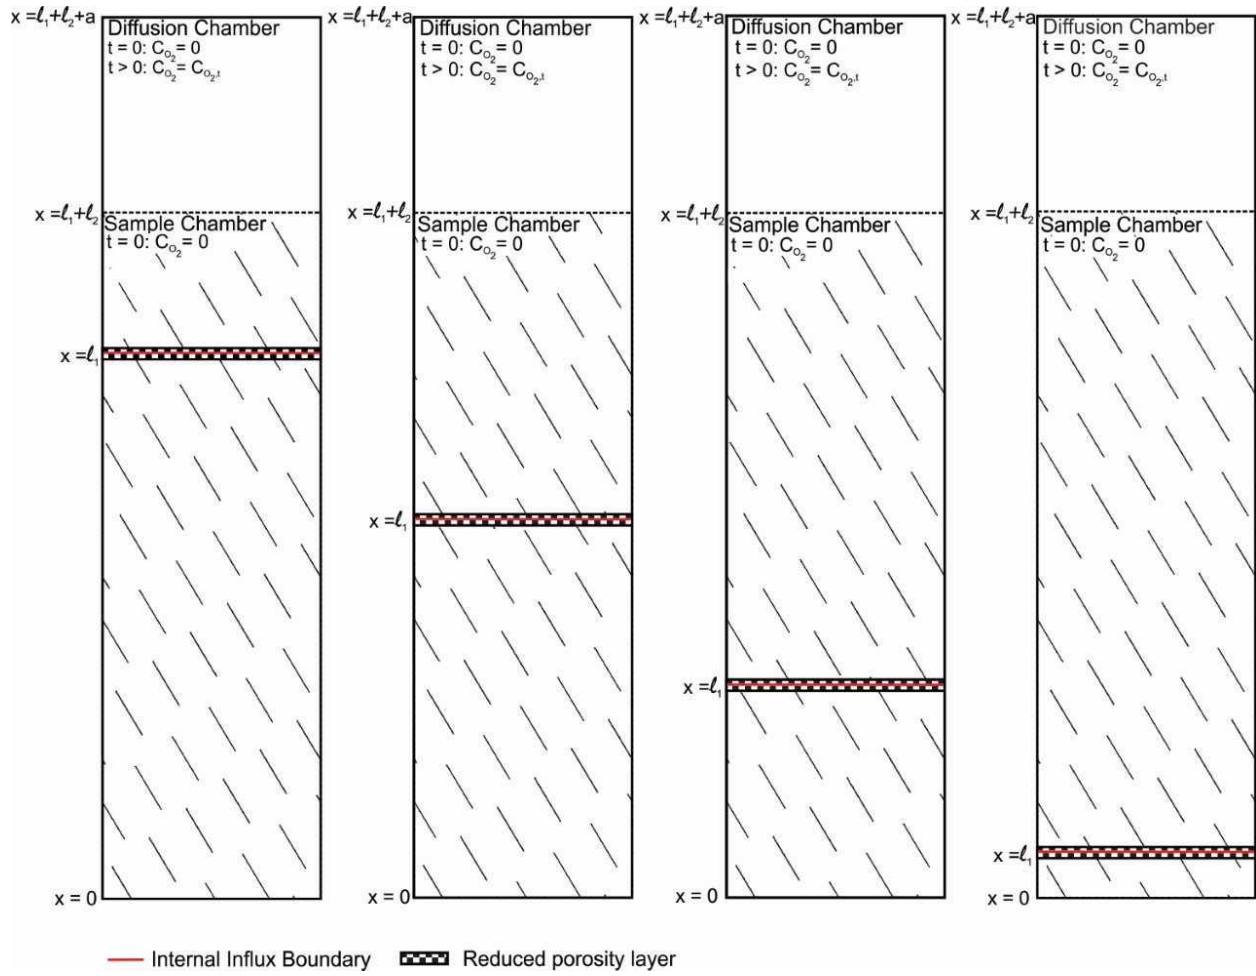 x = ℓ₁+ℓ₂+a
Diffusion Chamber
t = 0: C_O₂ = 0
t > 0: C_O₂ = C_O₂,t
x = ℓ₁+ℓ₂
Sample Chamber
t = 0: C_O₂ = 0
x = ℓ₁
x = 0
x = ℓ₁+ℓ₂+a
Diffusion Chamber
t = 0: C_O₂ = 0
t > 0: C_O₂ = C_O₂,t
x = ℓ₁+ℓ₂
Sample Chamber
t = 0: C_O₂ = 0
x = ℓ₁
x = 0
x = ℓ₁+ℓ₂+a
Diffusion Chamber
t = 0: C_O₂ = 0
t > 0: C_O₂ = C_O₂,t
x = ℓ₁+ℓ₂
Sample Chamber
t = 0: C_O₂ = 0
x = ℓ₁
x = 0
x = ℓ₁+ℓ₂+a
Diffusion Chamber
t = 0: C_O₂ = 0
t > 0: C_O₂ = C_O₂,t
x = ℓ₁+ℓ₂
Sample Chamber
t = 0: C_O₂ = 0
x = ℓ₁
x = 0
Internal Influx Boundary
Reduced porosity layer